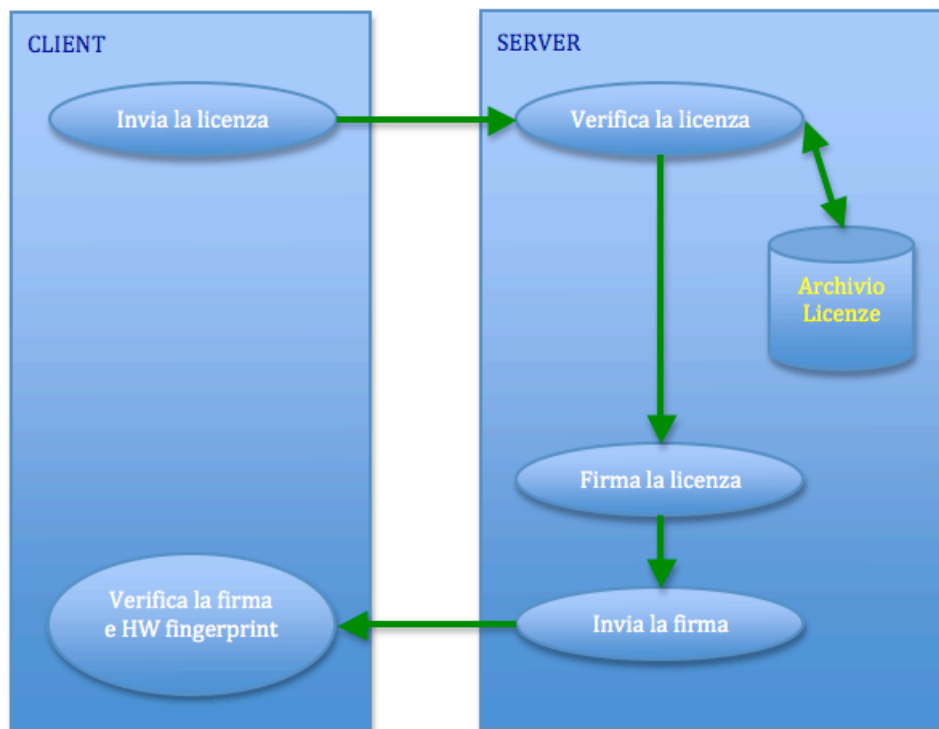 CLIENT
SERVER
Invia la licenza
Verifica la licenza
Archivio
Licenze
Firma la licenza
Verifica la firma
e HW fingerprint
Invia la firma